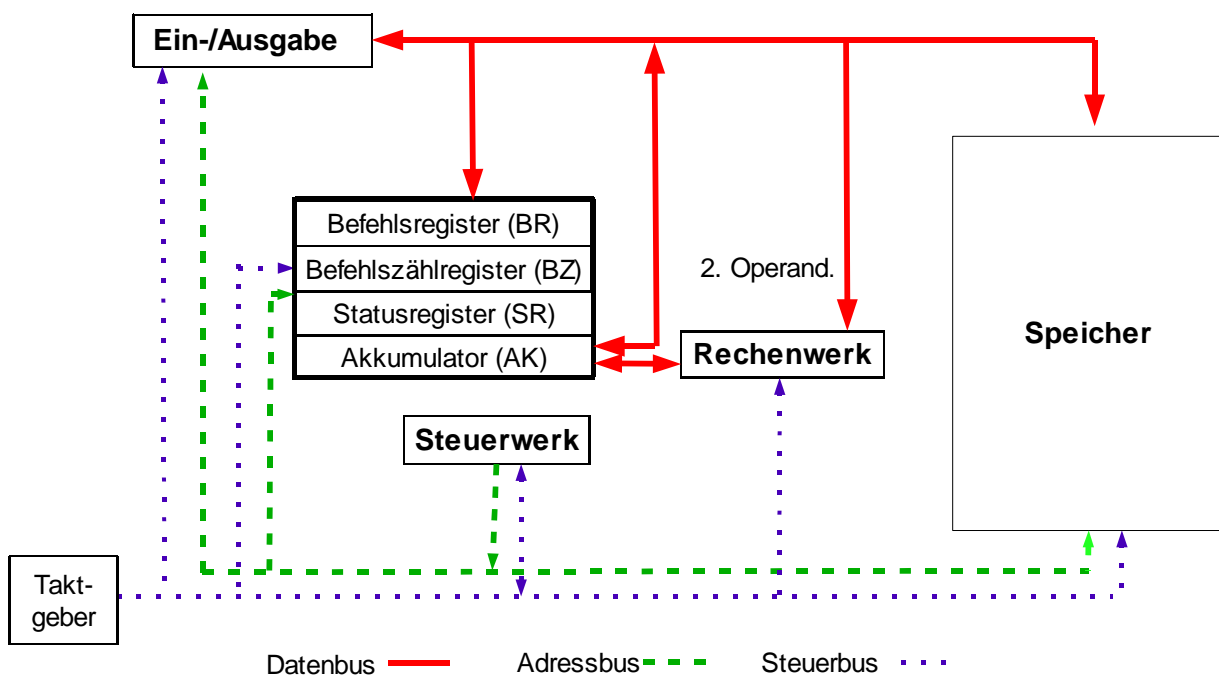 Ein-/Ausgabe
Befehlsregister (BR)
Befehlszählregister (BZ)
Statusregister (SR)
Akkumulator (AK)
2. Operand.
Rechenwerk
Speicher
Steuerwerk
Takt-
geber
Datenbus
Adressbus
Steuerbus